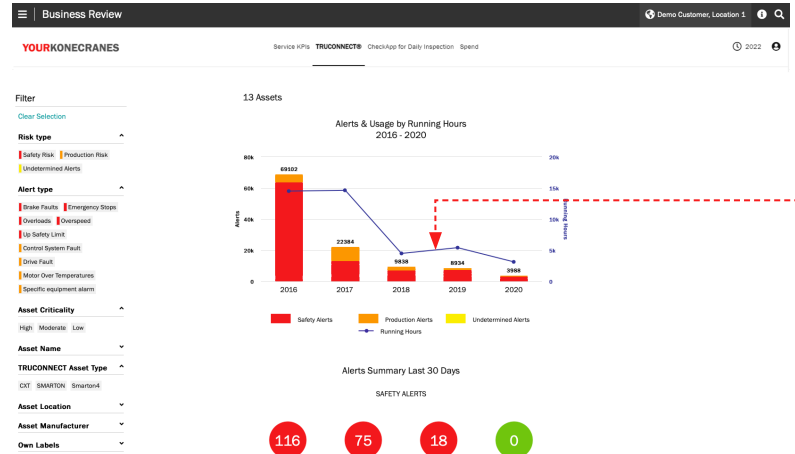 Business Review
Demo Customer, Location 1
YOURKONECRANES
Service KPIs TRUCONNECT® CheckApp for Daily Inspection Spend
2022
Filter
Clear Selection
Risk type
Safety Risk Production Risk
Undetermined Alerts
Alert type
Brake Faults Emergency Stops
Overloads Overspeed
Up Safety Limit
Control System Fault
Drive Fault
Motor Over Temperatures
Specific equipment alarm
Asset Criticality
High Moderate Low
Asset Name
TRUCONNECT Asset Type
CXT SMARTON Smarton4
Asset Location
Asset Manufacturer
Own Labels
13 Assets
Alerts & Usage by Running Hours
2016 - 2020
80k
60k
40k
20k
0
Alerts
20k
15k
10k
5k
0
Running Hours
69102
22384
9838
8934
3988
2016 2017 2018 2019 2020
Safety Alerts Production Alerts Undetermined Alerts
Running Hours
Alerts Summary Last 30 Days
SAFETY ALERTS
116 75 18 0